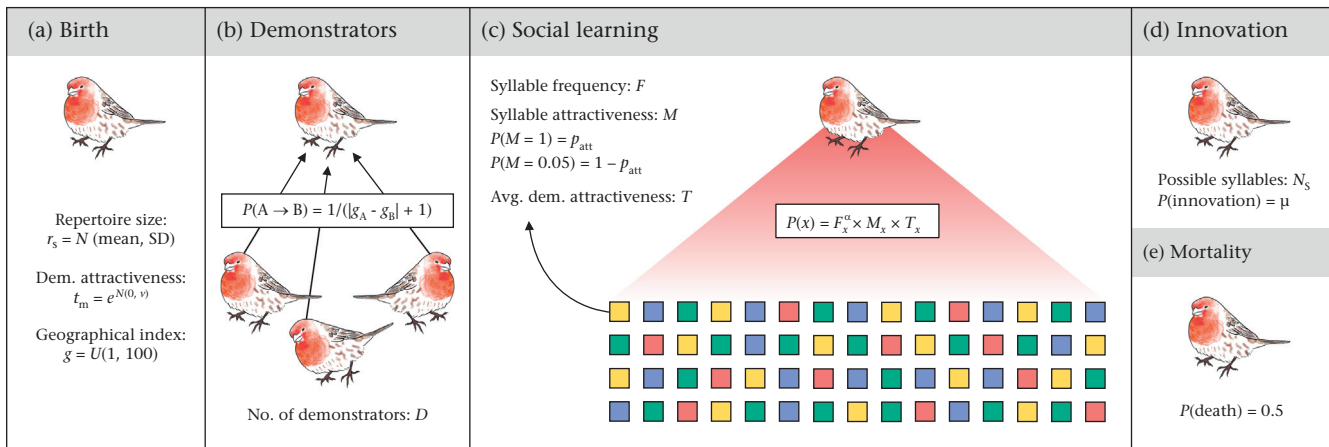 (a) Birth
Repertoire size:
rₛ = N (mean, SD)
Dem. attractiveness:
tₘ = e^N(0, v)
Geographical index:
g = U(1, 100)
(b) Demonstrators
P(A → B) = 1/(|g_A - g_B| + 1)
No. of demonstrators: D
(c) Social learning
Syllable frequency: F
Syllable attractiveness: M
P(M = 1) = p_att
P(M = 0.05) = 1 – p_att
Avg. dem. attractiveness: T
P(x) = F_x^α × M_x × T_x
(d) Innovation
Possible syllables: N_S
P(innovation) = μ
(e) Mortality
P(death) = 0.5